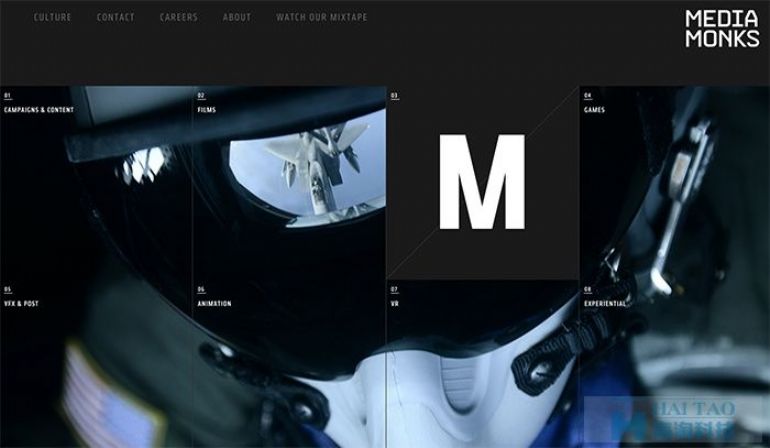 CULTURE CONTACT CAREERS ABOUT WATCH OUR MIXTAPE
MEDIA
MONKS
01 02 03 04
CAMPAIGNS & CONTENT FILMS GAMES
M
05 06 07 08
VFX & POST ANIMATION VR EXPERIENTIAL
HAI TAO